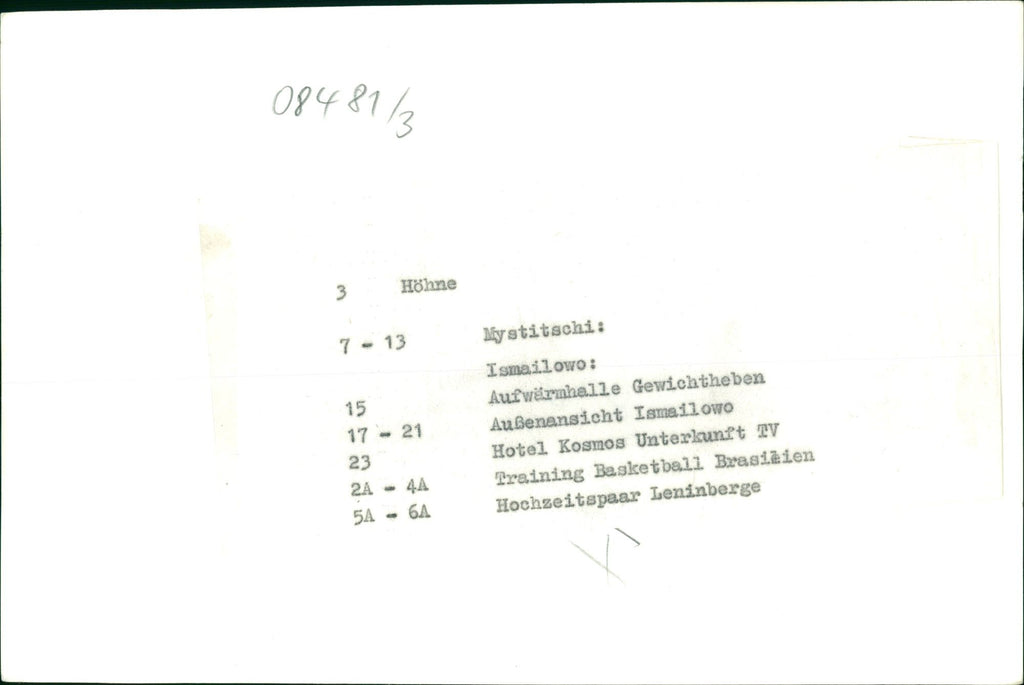 08481/3
3 Höhne
7 - 13 Mystitschi:
Ismailowo:
15 Aufwärmhalle Gewichtheben
17 - 21 Außenansicht Ismailowo
23 Hotel Kosmos Unterkunft TV
2A - 4A Training Basketball Brasilien
5A - 6A Hochzeitspaar Leninberge